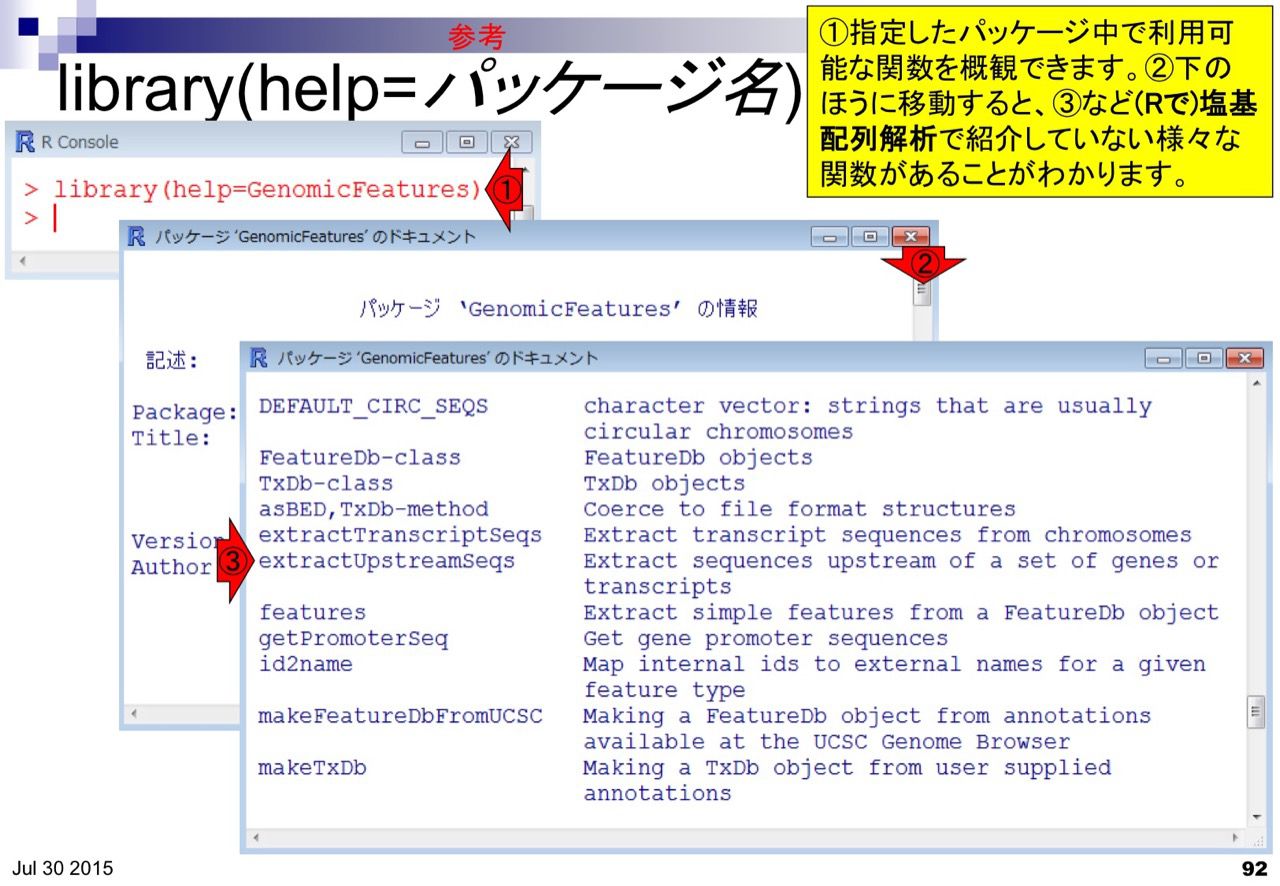 参考
library(help=パッケージ名)
①指定したパッケージ中で利用可
能な関数を概観できます。②下の
ほうに移動すると、③など(Rで)塩基
配列解析で紹介していない様々な
関数があることがわかります。
R Console
> library(help=GenomicFeatures)
①
>
パッケージ 'GenomicFeatures' のドキュメント
②
パッケージ ‘GenomicFeatures’ の情報
記述:
Package:
Title:
Version
Author
パッケージ 'GenomicFeatures' のドキュメント
DEFAULT_CIRC_SEQS character vector: strings that are usually
circular chromosomes
FeatureDb-class FeatureDb objects
TxDb-class TxDb objects
asBED,TxDb-method Coerce to file format structures
extractTranscriptSeqs Extract transcript sequences from chromosomes
③ extractUpstreamSeqs Extract sequences upstream of a set of genes or
transcripts
features Extract simple features from a FeatureDb object
getPromoterSeq Get gene promoter sequences
id2name Map internal ids to external names for a given
feature type
makeFeatureDbFromUCSC Making a FeatureDb object from annotations
available at the UCSC Genome Browser
makeTxDb Making a TxDb object from user supplied
annotations
Jul 30 2015
92